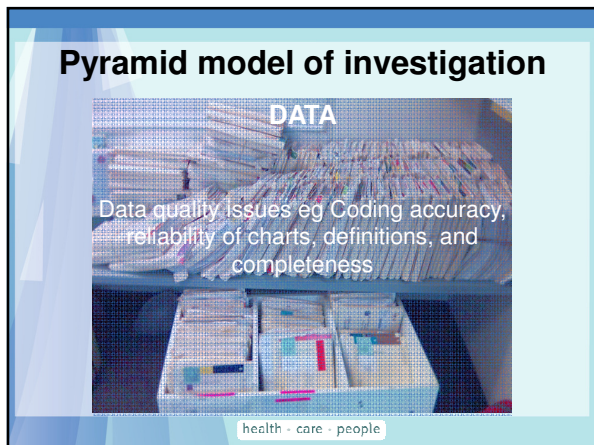 Pyramid model of investigation
DATA
Data quality issues eg Coding accuracy,
reliability of charts, definitions, and
completeness
health - care - people